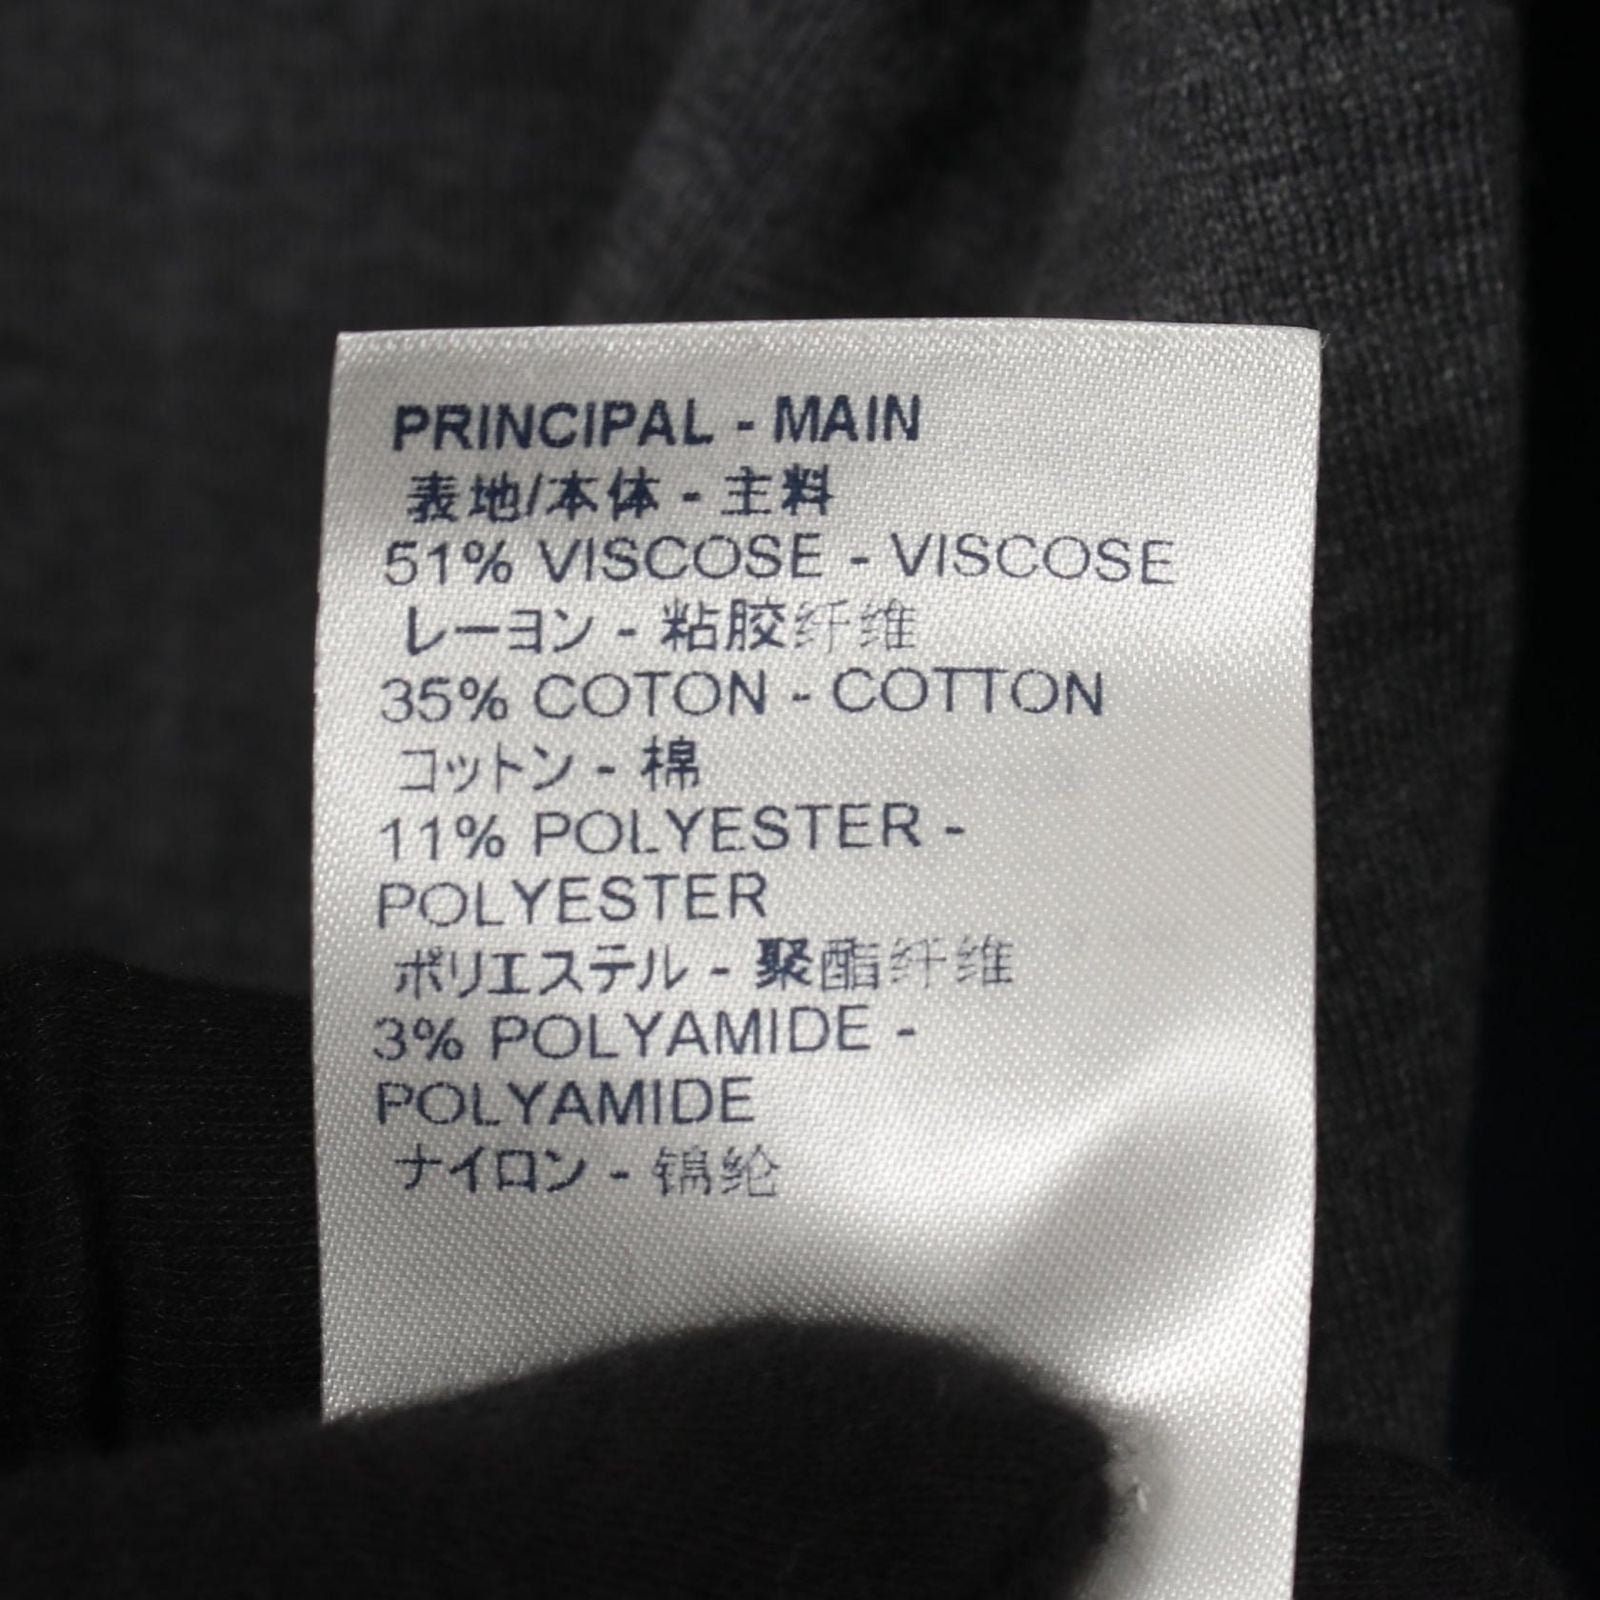 PRINCIPAL - MAIN
表地/本体 - 主料
51% VISCOSE - VISCOSE
レーヨン - 粘胶纤维
35% COTON - COTTON
コットン - 棉
11% POLYESTER -
POLYESTER
ポリエステル - 聚酯纤维
3% POLYAMIDE -
POLYAMIDE
ナイロン - 锦纶